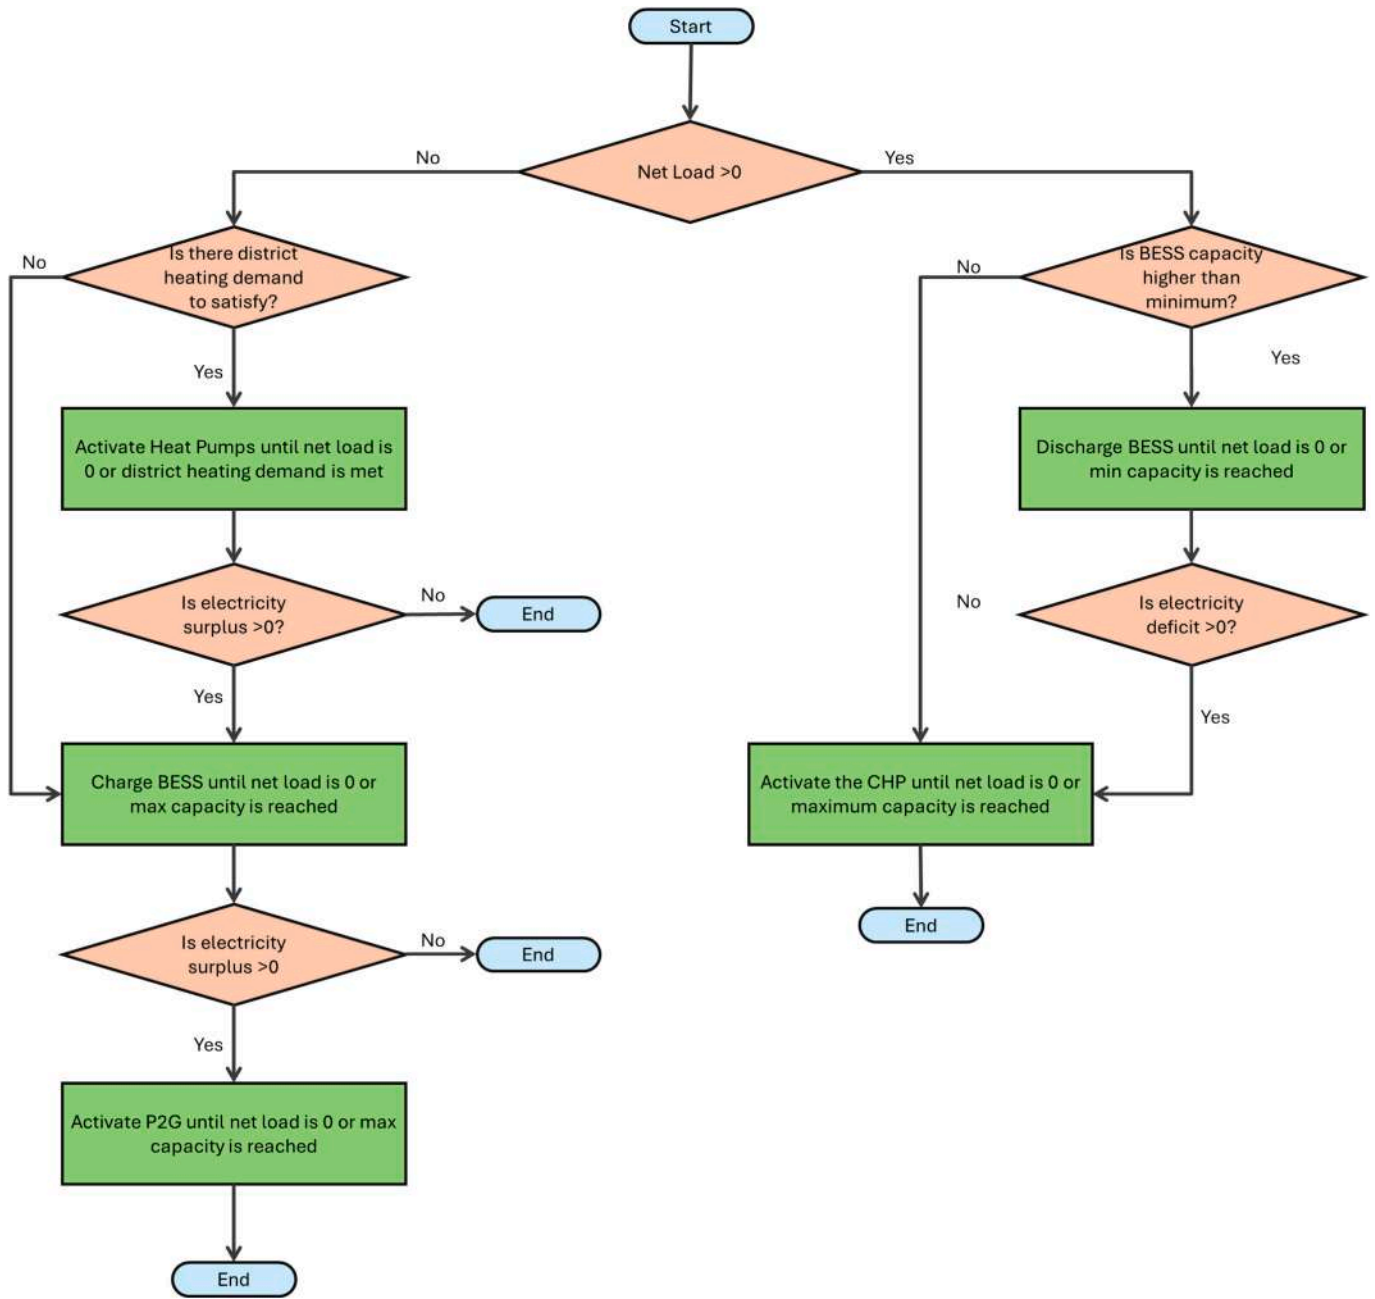 Start
Net Load >0
No
Yes
Is there district
heating demand
to satisfy?
No
Yes
Activate Heat Pumps until net load is
0 or district heating demand is met
Is electricity
surplus >0?
No
End
Yes
Charge BESS until net load is 0 or
max capacity is reached
Is electricity
surplus >0
No
End
Yes
Activate P2G until net load is 0 or max
capacity is reached
End
Is BESS capacity
higher than
minimum?
No
Yes
Discharge BESS until net load is 0 or
min capacity is reached
Is electricity
deficit >0?
No
Yes
Activate the CHP until net load is 0 or
maximum capacity is reached
End